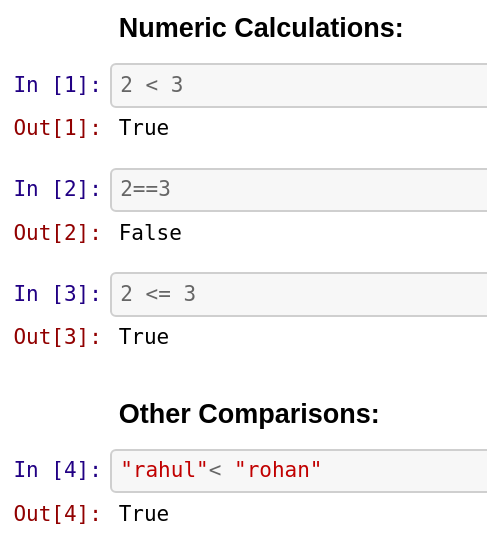 Numeric Calculations:
In [1]: 2 < 3
Out[1]: True
In [2]: 2==3
Out[2]: False
In [3]: 2 <= 3
Out[3]: True
Other Comparisons:
In [4]: "rahul"< "rohan"
Out[4]: True